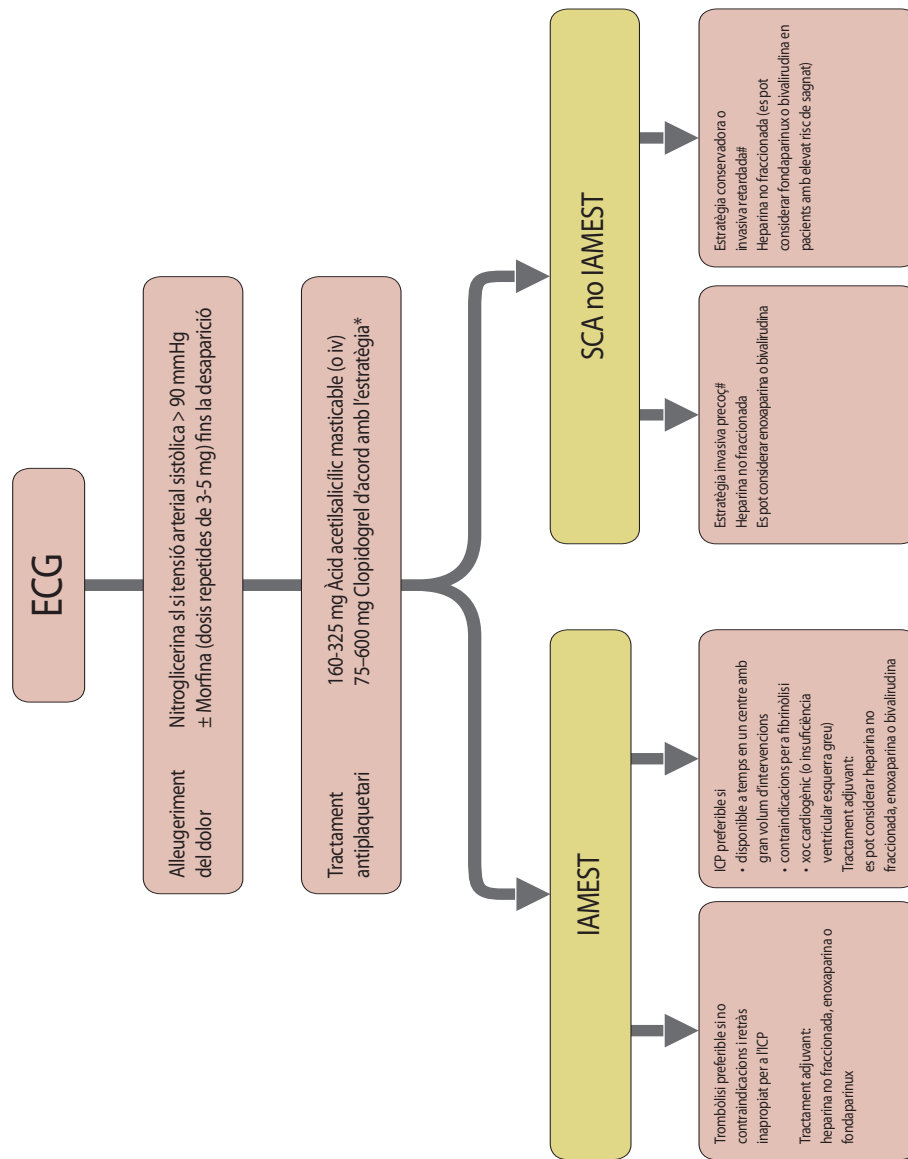 ECG
Alleugeriment
del dolor
Nitroglicerina sl si tensió arterial sistòlica > 90 mmHg
± Morfina (dosis repetides de 3-5 mg) fins la desaparició
Tractament
antiplaquetari
160-325 mg Àcid acetilsalicílic masticable (o iv)
75–600 mg Clopidogrel d'acord amb l'estratègia*
IAMEST
SCA no IAMEST
Trombòlisi preferible si no
contraindicacions i retràs
inapropiat per a l'ICP
Tractament adjuvant:
heparina no fraccionada, enoxaparina o
fondaparinux
ICP preferible si
• disponible a temps en un centre amb
gran volum d'intervencions
• contraindicacions per a fibrinòlisi
• xoc cardiogènic (o insuficiència
ventricular esquerra greu)
Tractament adjuvant:
es pot considerar heparina no
fraccionada, enoxaparina o bivalirudina
Estratègia invasiva precoç#
Heparina no fraccionada
Es pot considerar enoxaparina o bivalirudina
Estratègia conservadora o
invasiva retardada#
Heparina no fraccionada (es pot
considerar fondaparinux o bivalirudina en
pacients amb elevat risc de sagnat)